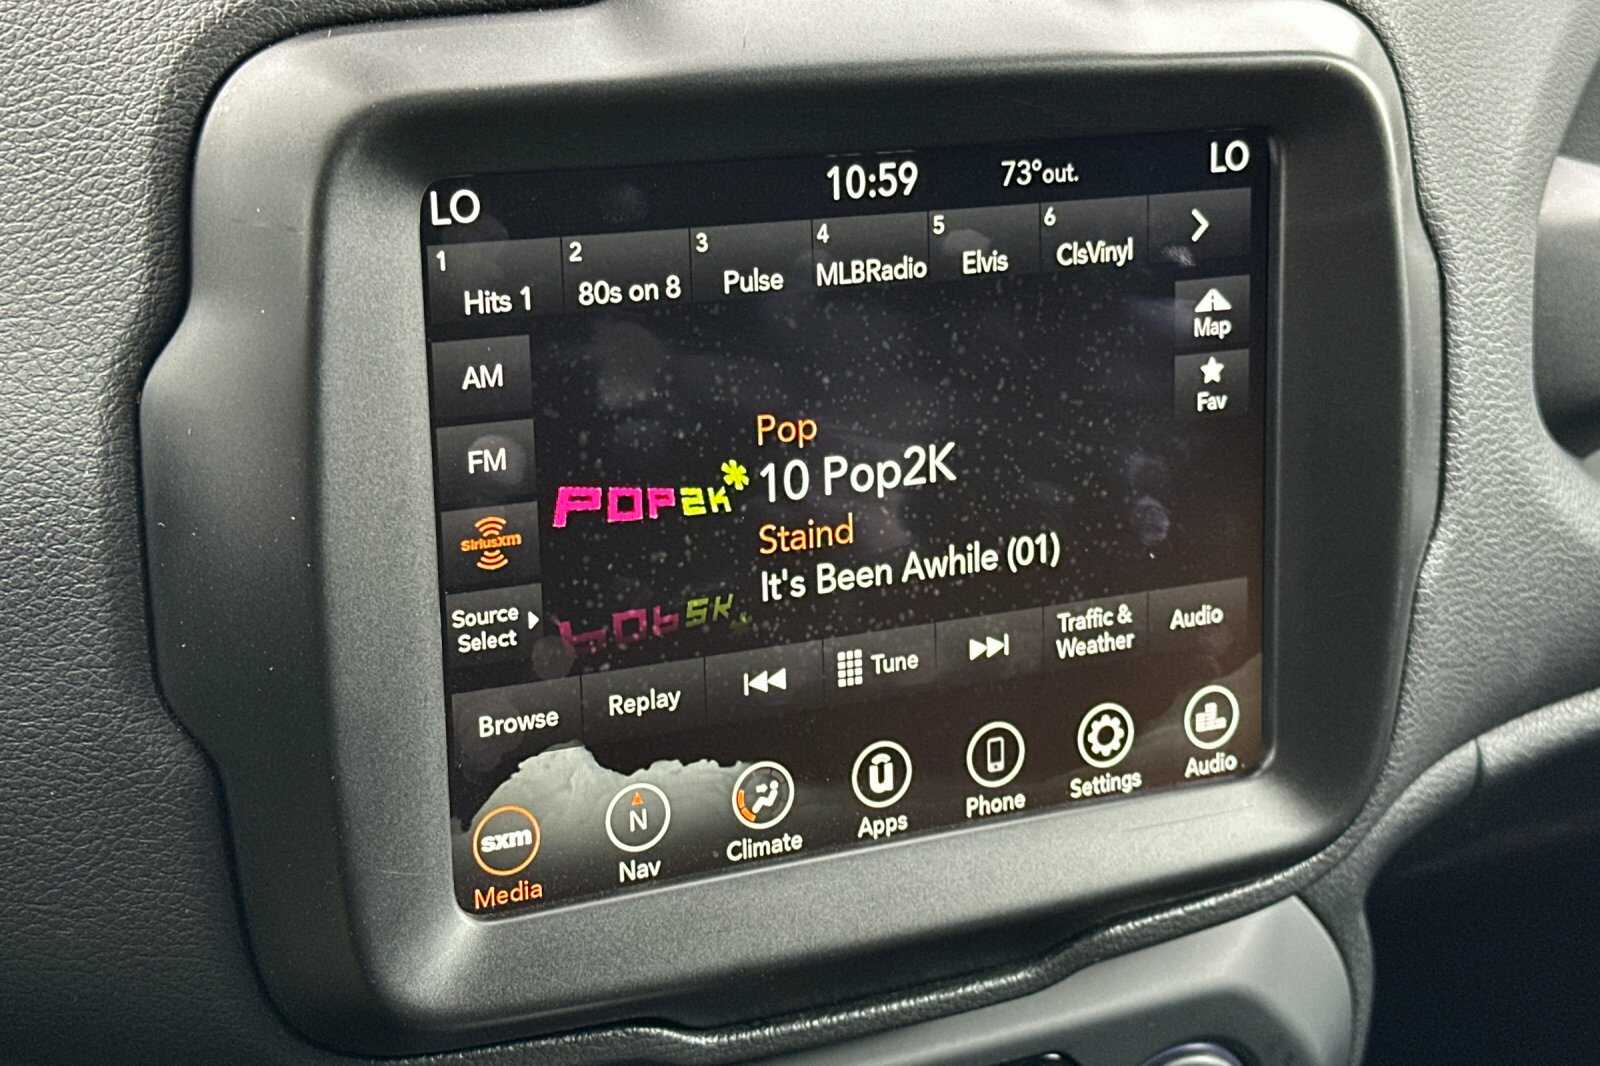 LO 10:59 73°out. LO
1 Hits 1
2 80s on 8
3 Pulse
4 MLBRadio
5 Elvis
6 ClsVinyl
Map
Fav
AM
FM
siriusxm
Source
Select
Pop
POP2K*
10 Pop2K
Staind
It's Been Awhile (01)
Browse
Replay
Tune
Traffic &
Weather
Audio
sxm
Media
N
Nav
Climate
Apps
Phone
Settings
Audio